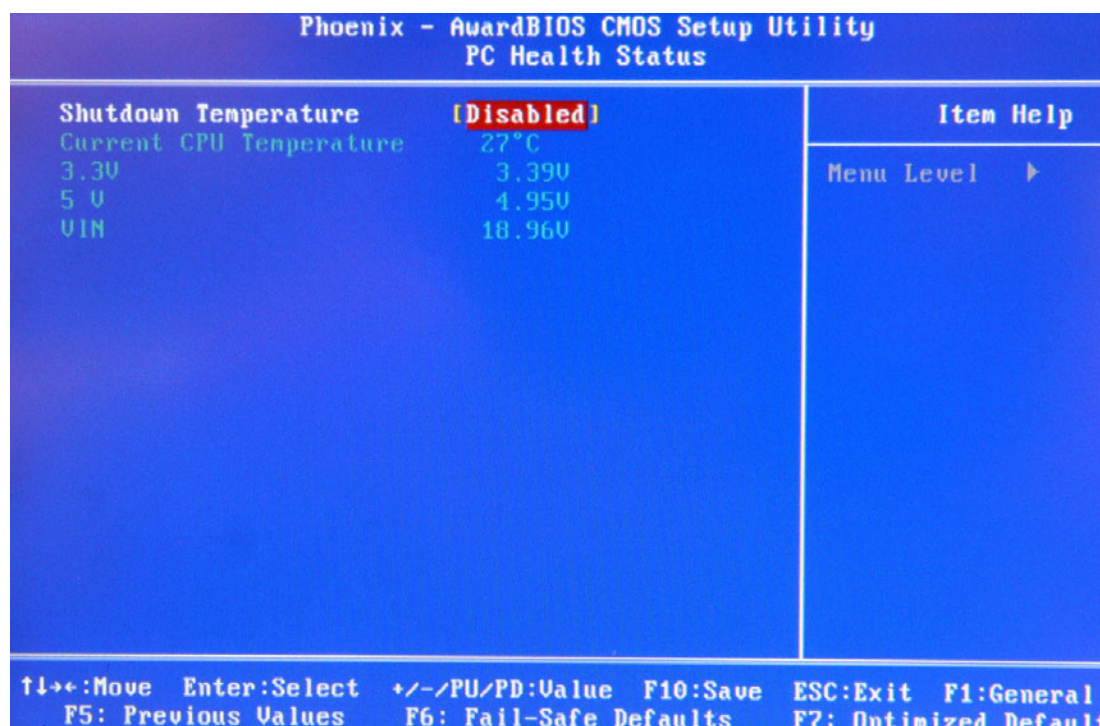 Phoenix - AwardBIOS CMOS Setup Utility
PC Health Status
Shutdown Temperature [Disabled]
Current CPU Temperature 27°C
3.3V 3.39V
5 V 4.95V
VIN 18.96V
Item Help
Menu Level ▶
↑↓→←:Move Enter:Select +/-/PU/PD:Value F10:Save ESC:Exit F1:General
F5: Previous Values F6: Fail-Safe Defaults F7: Optimized Default